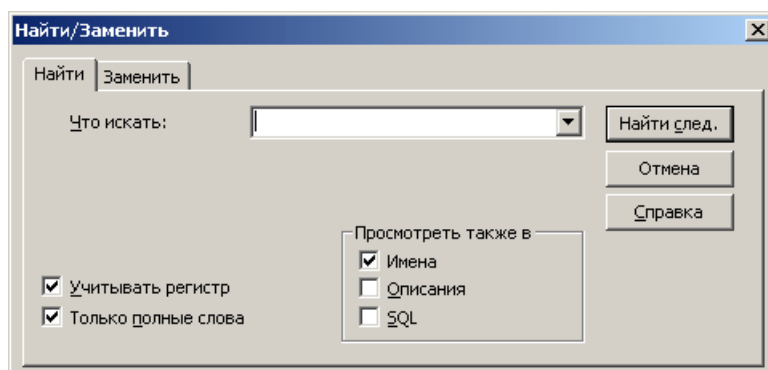 Найти/Заменить
Найти Заменить
Что искать: Найти след.
Отмена
Справка
Просмотреть также в
Имена
Учитывать регистр Описания
Только полные слова SQL